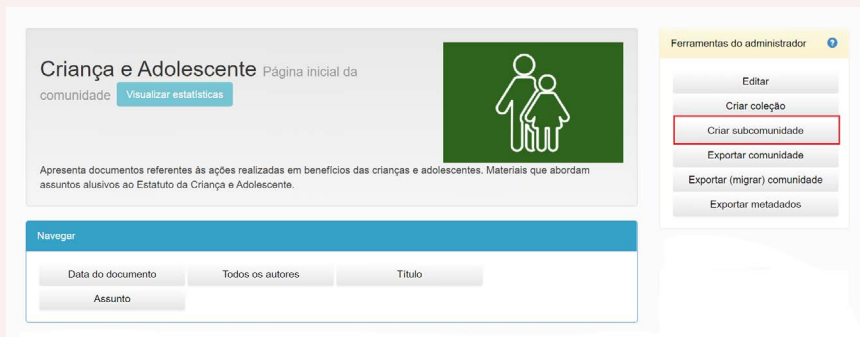 Criança e Adolescente Página inicial da
comunidade Visualizar estatísticas
Apresenta documentos referentes às ações realizadas em benefícios das crianças e adolescentes. Materiais que abordam
assuntos alusivos ao Estatuto da Criança e Adolescente.
Navegar
Data do documento Todos os autores Título
Assunto
Ferramentas do administrador ?
Editar
Criar coleção
Criar subcomunidade
Exportar comunidade
Exportar (migrar) comunidade
Exportar metadados